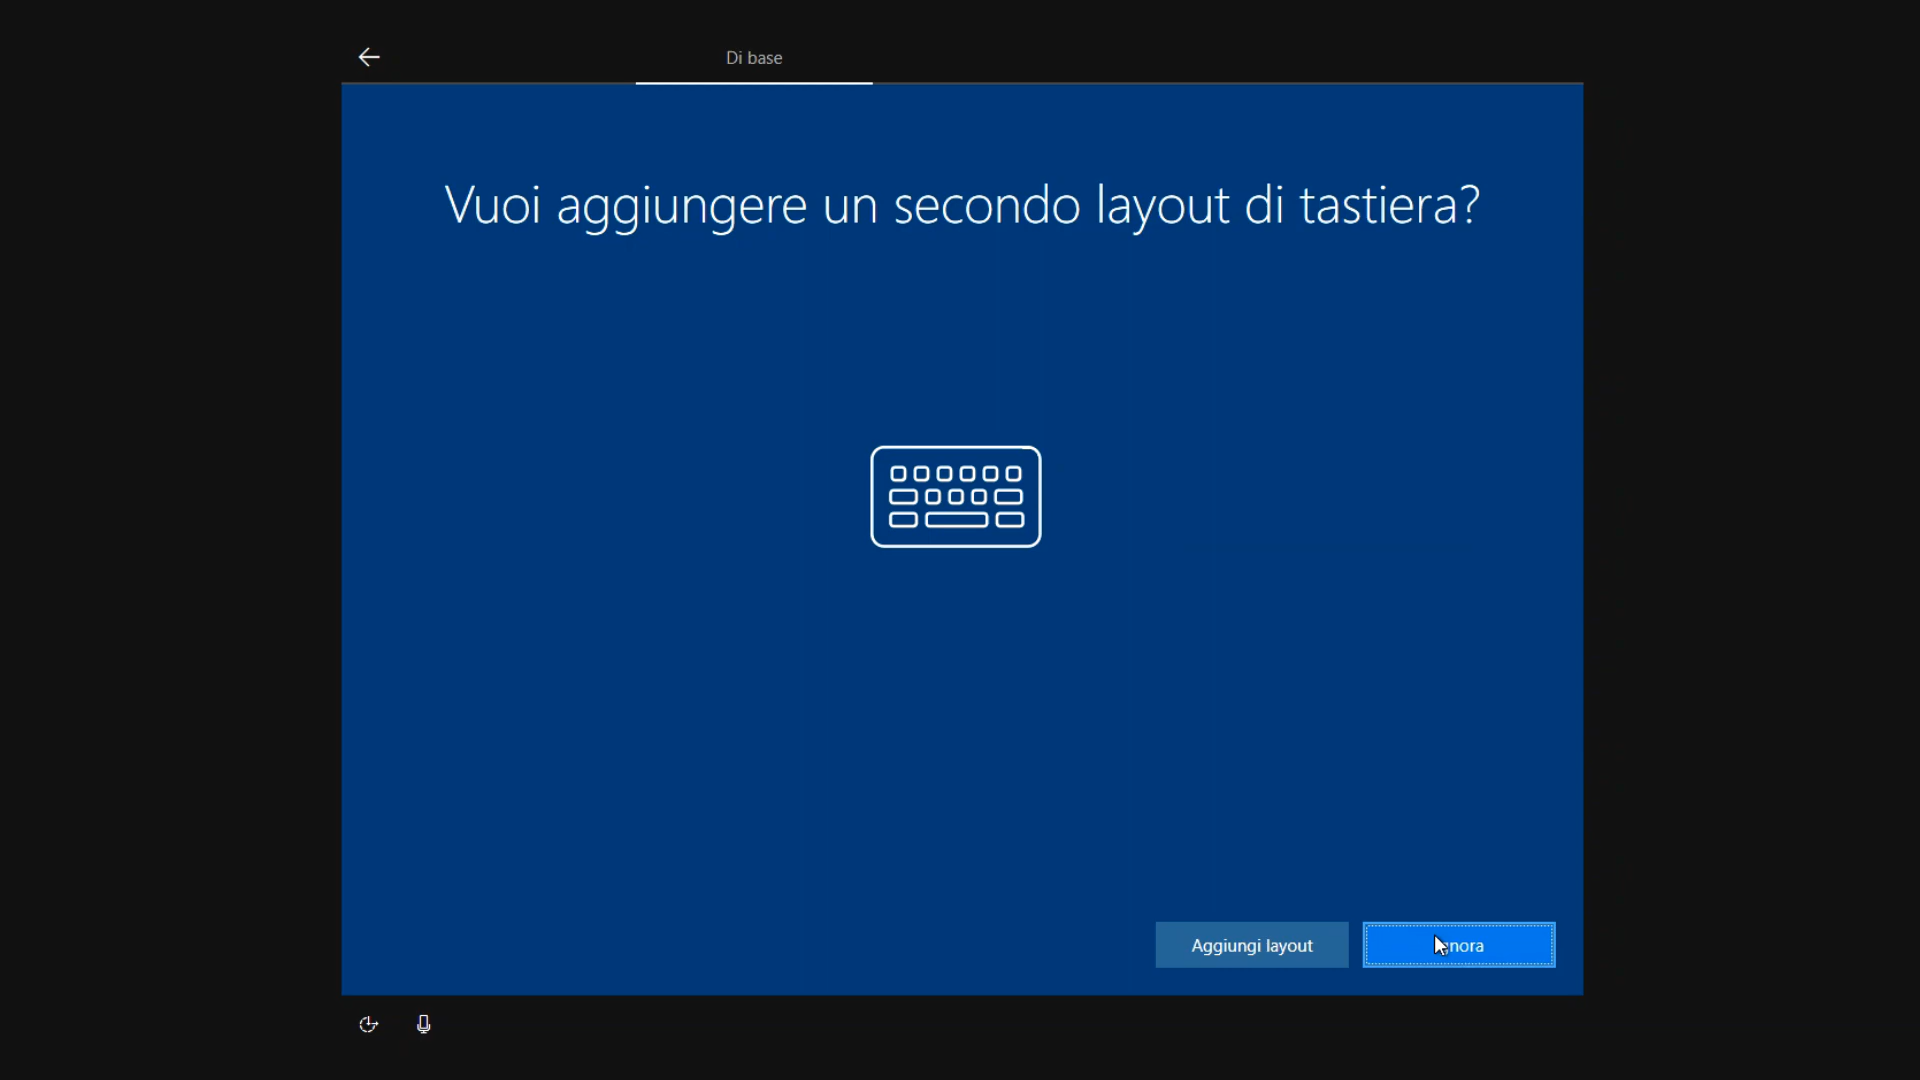 Di base
Vuoi aggiungere un secondo layout di tastiera?
Aggiungi layout